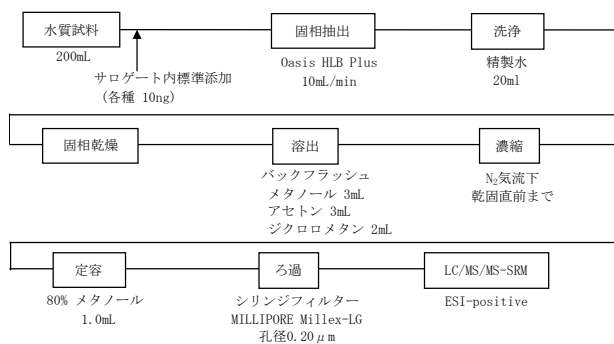 水質試料
200mL
サロゲート内標準添加
(各種 10ng)
固相抽出
Oasis HLB Plus
10mL/min
洗浄
精製水
20ml
固相乾燥
溶出
バックフラッシュ
メタノール 3mL
アセトン 3mL
ジクロロメタン 2mL
濃縮
N₂気流下
乾固直前まで
定容
80% メタノール
1.0mL
ろ過
シリンジフィルター
MILLIPORE Millex-LG
孔径0.20μm
LC/MS/MS-SRM
ESI-positive